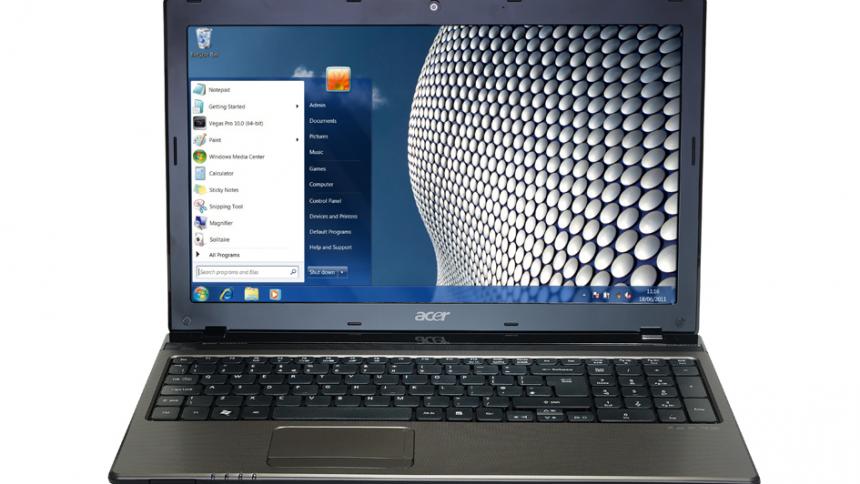 Recycle Bin
Notepad
Getting Started
Vegas Pro 10.0 (64-bit)
Paint
Windows Media Center
Calculator
Sticky Notes
Snipping Tool
Magnifier
Solitaire
All Programs
Search programs and files
Admin
Documents
Pictures
Music
Games
Computer
Control Panel
Devices and Printers
Default Programs
Help and Support
Shut down
11:16
18/06/2011
acer